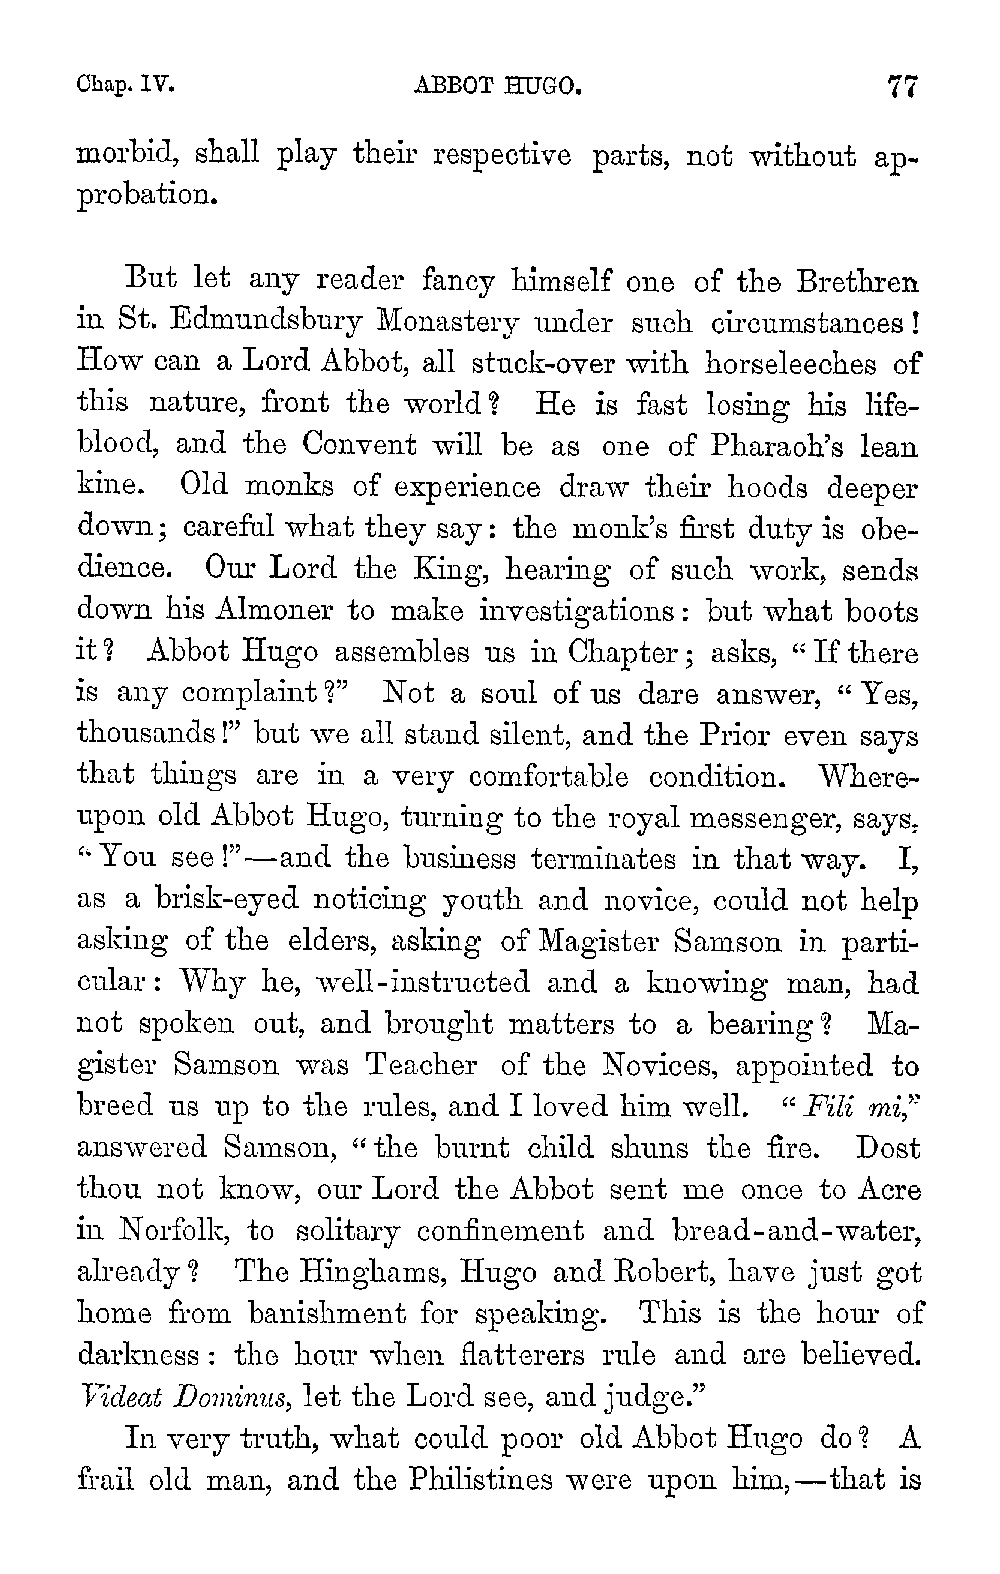 Chap. IV. ABBOT HUGO. 77
morbid, shall play their respective parts, not without ap-
probation.
But let any reader fancy himself one of the Brethren
in St. Edmundsbury Monastery under such circumstances!
How can a Lord Abbot, all stuck-over with horseleeches of
this nature, front the world? He is fast losing his life-
blood, and the Convent will be as one of Pharaoh's lean
kine. Old monks of experience draw their hoods deeper
down; careful what they say: the monk's first duty is obe-
dience. Our Lord the King, hearing of such work, sends
down his Almoner to make investigations: but what boots
it? Abbot Hugo assembles us in Chapter; asks, "If there
is any complaint?" Not a soul of us dare answer, "Yes,
thousands!" but we all stand silent, and the Prior even says
that things are in a very comfortable condition. Where-
upon old Abbot Hugo, turning to the royal messenger, says,
"You see!"—and the business terminates in that way. I,
as a brisk-eyed noticing youth and novice, could not help
asking of the elders, asking of Magister Samson in parti-
cular: Why he, well-instructed and a knowing man, had
not spoken out, and brought matters to a bearing? Ma-
gister Samson was Teacher of the Novices, appointed to
breed us up to the rules, and I loved him well. "Fili mi,"
answered Samson, "the burnt child shuns the fire. Dost
thou not know, our Lord the Abbot sent me once to Acre
in Norfolk, to solitary confinement and bread-and-water,
already? The Hinghams, Hugo and Robert, have just got
home from banishment for speaking. This is the hour of
darkness: the hour when flatterers rule and are believed.
Videat Dominus, let the Lord see, and judge."
In very truth, what could poor old Abbot Hugo do? A
frail old man, and the Philistines were upon him,—that is